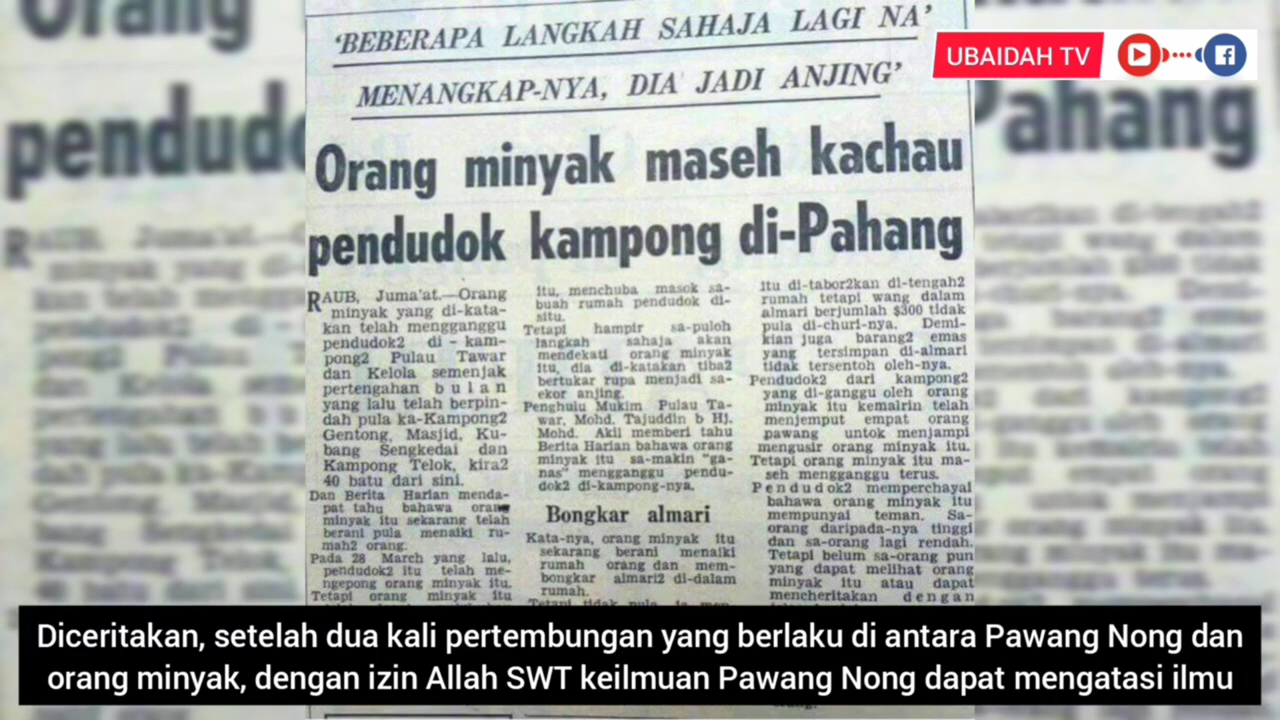 UBAIDAH TV
'BEBERAPA LANGKAH SAHAJA LAGI NA'
MENANGKAP-NYA, DIA JADI ANJING'
Orang minyak maseh kachau
pendudok kampong di-Pahang
RAUB, Juma'at.—Orang
minyak yang di-kata-
kan telah mengganggu
pendudok2 di-kam-
pong2 Pulau Tawar
dan Kelola semenjak
pertengahan bulan
yang lalu telah berpin-
dah pula ka-Kampong2
Gentong, Masjid, Ku-
bang Sengkedai dan
Kampong Telok, kira2
40 batu dari sini.
Dan Berita Harian menda-
pat tahu bahawa orang
minyak itu sekarang telah
berani pula menaiki ru-
mah2 orang.
Pada 28 March yang lalu,
pendudok2 itu telah me-
ngepong orang minyak itu.
Tetapi orang minyak itu
itu, menchuba masok sa-
buah rumah pendudok di-
situ.
Tetapi hampir sa-puloh
langkah sahaja akan
mendekati orang minyak
itu, dia di-katakan tiba2
bertukar rupa menjadi sa-
ekor anjing.
Penghulu Mukim Pulau Ta-
war, Mohd. Tajuddin b Hj.
Mohd. Akil memberi tahu
Berita Harian bahawa orang
minyak itu sa-makin "ga-
nas" mengganggu pendu-
dok2 di-kampong-nya.
Bongkar almari
Kata-nya, orang minyak itu
sekarang berani menaiki
rumah orang dan mem-
bongkar almari2 di-dalam
rumah.
itu di-tabor2kan di-tengah2
rumah tetapi wang dalam
almari berjumlah $300 tidak
pula di-churi-nya. Demi-
kian juga barang2 emas
yang tersimpan di-almari
tidak tersentoh oleh-nya.
Pendudok2 dari kampong2
yang di-ganggu oleh orang
minyak itu kemairin telah
menjemput empat orang
pawang untok menjampi
mengusir orang minyak itu.
Tetapi orang minyak itu ma-
seh mengganggu terus.
Pendudok2 memperchayai
bahawa orang minyak itu
mempunyai teman. Sa-
orang daripada-nya tinggi
dan sa-orang lagi rendah.
Tetapi belum sa-orang pun
yang dapat melihat orang
minyak itu atau dapat
mencheritakan dengan
Diceritakan, setelah dua kali pertembungan yang berlaku di antara Pawang Nong dan
orang minyak, dengan izin Allah SWT keilmuan Pawang Nong dapat mengatasi ilmu